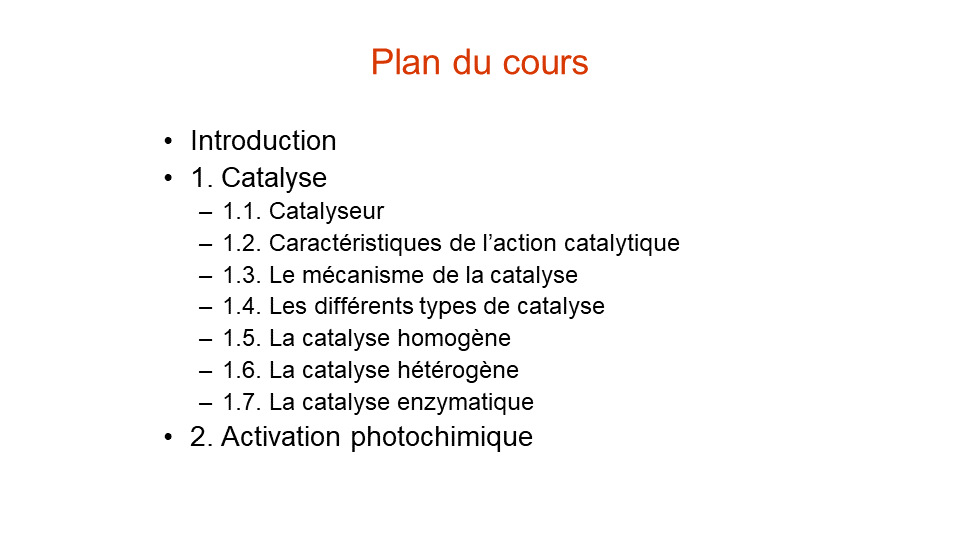 Plan du cours
• Introduction
• 1. Catalyse
– 1.1. Catalyseur
– 1.2. Caractéristiques de l’action catalytique
– 1.3. Le mécanisme de la catalyse
– 1.4. Les différents types de catalyse
– 1.5. La catalyse homogène
– 1.6. La catalyse hétérogène
– 1.7. La catalyse enzymatique
• 2. Activation photochimique